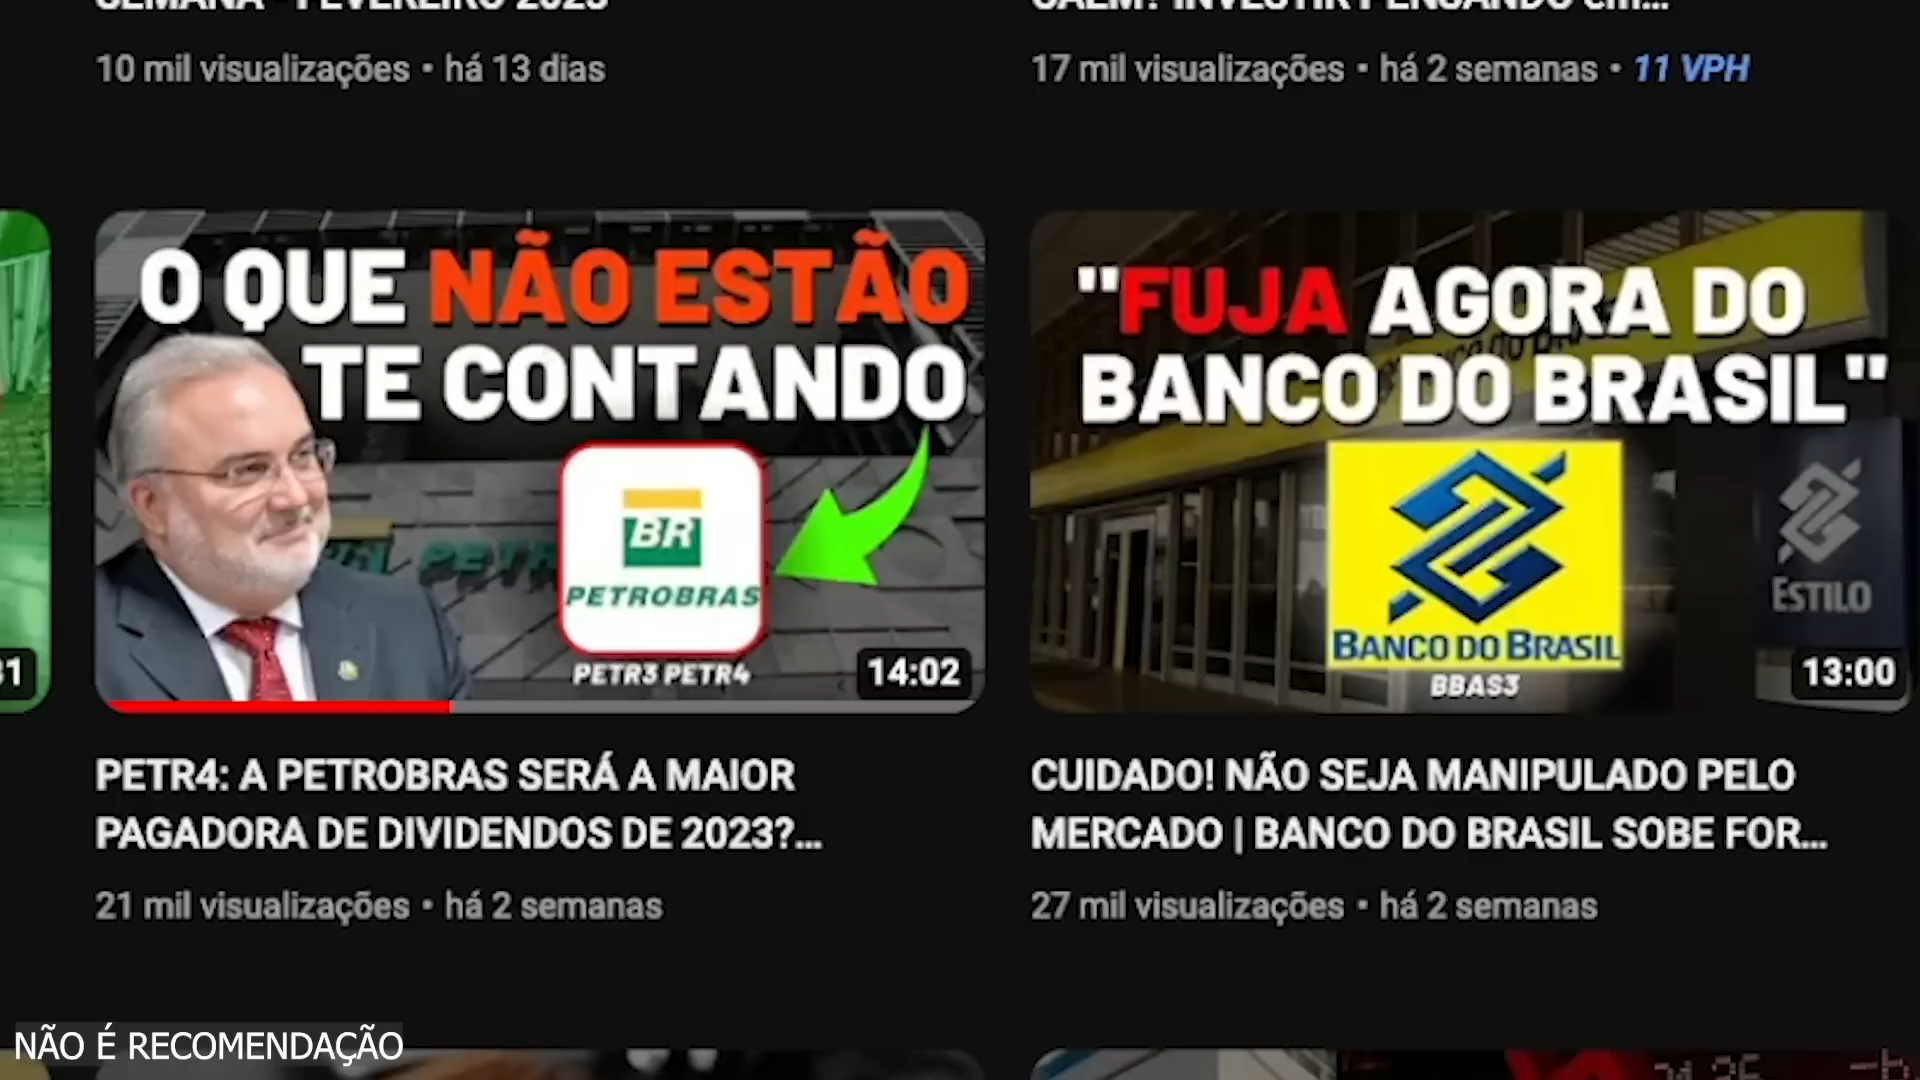 SEMANA - FEVEREIRO 2023
10 mil visualizações • há 13 dias
17 mil visualizações • há 2 semanas • 11 VPH
O QUE NÃO ESTÃO
TE CONTANDO
BR
PETROBRAS
PETR3 PETR4
14:02
PETR4: A PETROBRAS SERÁ A MAIOR
PAGADORA DE DIVIDENDOS DE 2023?...
21 mil visualizações • há 2 semanas
"FUJA AGORA DO
BANCO DO BRASIL"
BANCO DO BRASIL
ESTILO
BBAS3
13:00
CUIDADO! NÃO SEJA MANIPULADO PELO
MERCADO | BANCO DO BRASIL SOBE FOR...
27 mil visualizações • há 2 semanas
NÃO É RECOMENDAÇÃO